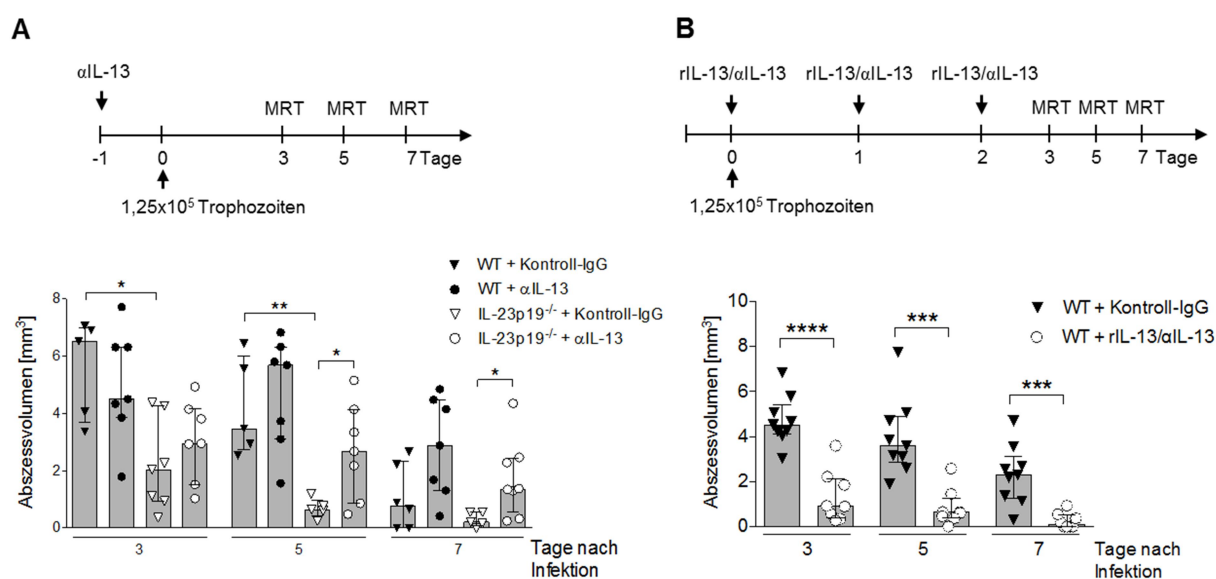 A
αIL-13
MRT MRT MRT
-1 0 3 5 7 Tage
1,25x10⁵ Trophozoiten
Abszessvolumen [mm³]
8
6
4
2
0
* ** * *
▼ WT + Kontroll-IgG
● WT + αIL-13
▽ IL-23p19⁻/⁻ + Kontroll-IgG
○ IL-23p19⁻/⁻ + αIL-13
3 5 7
Tage nach
Infektion
B
rIL-13/αIL-13 rIL-13/αIL-13 rIL-13/αIL-13
MRT MRT MRT
0 1 2 3 5 7 Tage
1,25x10⁵ Trophozoiten
Abszessvolumen [mm³]
10
8
6
4
2
0
**** *** ***
▼ WT + Kontroll-IgG
○ WT + rIL-13/αIL-13
3 5 7
Tage nach
Infektion